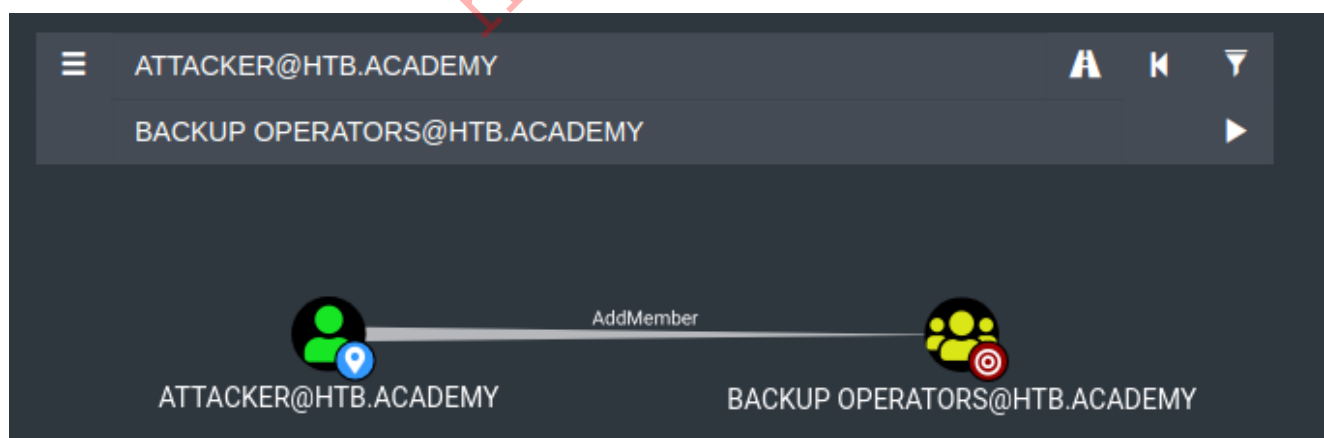 ATTACKER@HTB.ACADEMY
BACKUP OPERATORS@HTB.ACADEMY
AddMember
ATTACKER@HTB.ACADEMY
BACKUP OPERATORS@HTB.ACADEMY